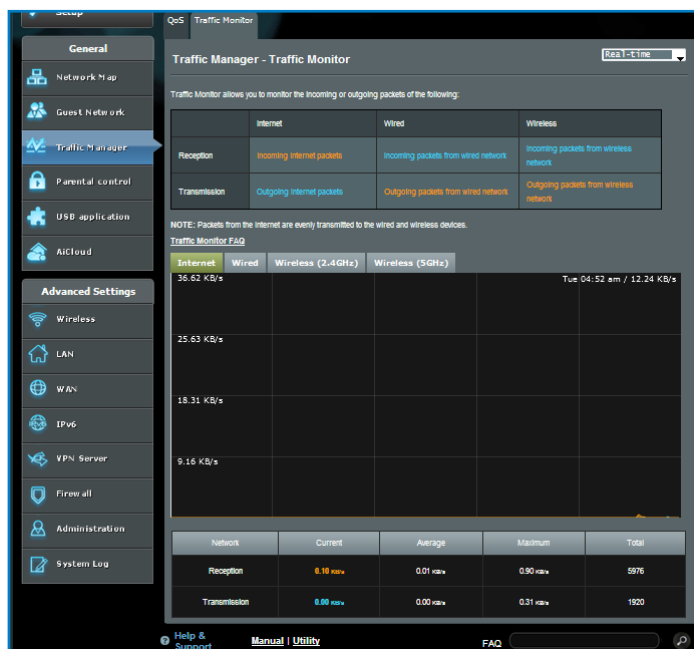 Setup
General
Network Map
Guest Network
Traffic Manager
Parental control
USB application
AiCloud
Advanced Settings
Wireless
LAN
WAN
IPv6
VPN Server
Firewall
Administration
System Log
QoS Traffic Monitor
Traffic Manager - Traffic Monitor
Real-time
Traffic Monitor allows you to monitor the incoming or outgoing packets of the following:
Internet Wired Wireless
Reception Incoming Internet packets Incoming packets from wired network Incoming packets from wireless network
Transmission Outgoing Internet packets Outgoing packets from wired network Outgoing packets from wireless network
NOTE: Packets from the Internet are evenly transmitted to the wired and wireless devices.
Traffic Monitor FAQ
Internet Wired Wireless (2.4GHz) Wireless (5GHz)
36.62 KB/s Tue 04:52 am / 12.24 KB/s
25.63 KB/s
18.31 KB/s
9.16 KB/s
Network Current Average Maximum Total
Reception 0.10 KB/s 0.01 KB/s 0.90 KB/s 5976
Transmission 0.00 KB/s 0.00 KB/s 0.31 KB/s 1920
Help & Support Manual | Utility FAQ